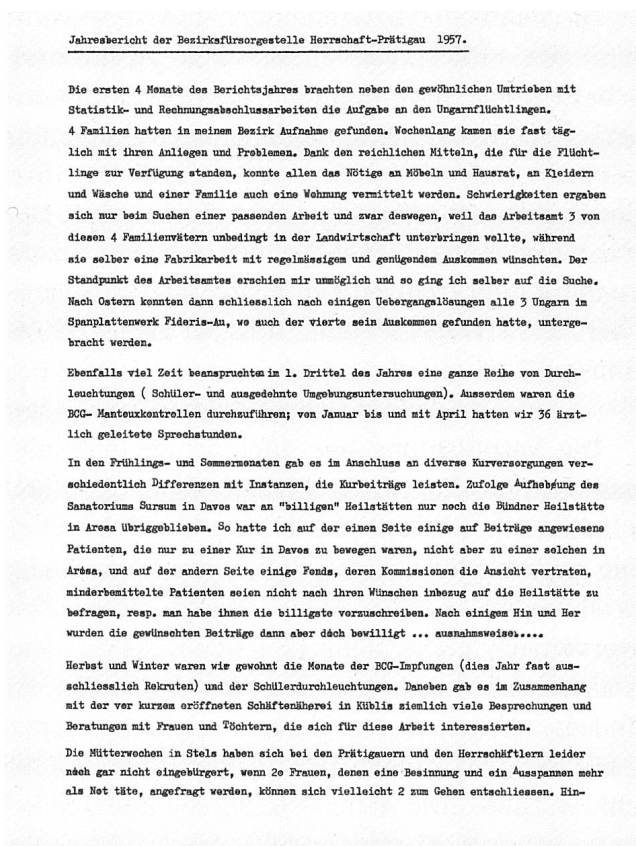 Jahresbericht der Bezirksfürsorgestelle Herrschaft-Prätigau 1957.
Die ersten 4 Monate des Berichtsjahres brachten neben den gewöhnlichen Umtrieben mit
Statistik- und Rechnungsabschlussarbeiten die Aufgabe an den Ungarnflüchtlingen.
4 Familien hatten in meinem Bezirk Aufnahme gefunden. Wochenlang kamen sie fast täg-
lich mit ihren Anliegen und Problemen. Dank den reichlichen Mitteln, die für die Flücht-
linge zur Verfügung standen, konnte allen das Nötige an Möbeln und Hausrat, an Kleidern
und Wäsche und einer Familie auch eine Wohnung vermittelt werden. Schwierigkeiten ergaben
sich nur beim Suchen einer passenden Arbeit und zwar deswegen, weil das Arbeitsamt 3 von
diesen 4 Familienvätern unbedingt in der Landwirtschaft unterbringen wollte, während
sie selber eine Fabrikarbeit mit regelmässigem und genügendem Auskommen wünschten. Der
Standpunkt des Arbeitsamtes erschien mir unmöglich und so ging ich selber auf die Suche.
Nach Ostern konnten dann schliesslich nach einigen Uebergangslösungen alle 3 Ungarn im
Spanplattenwerk Fideris-Au, wo auch der vierte sein Auskommen gefunden hatte, unterge-
bracht werden.
Ebenfalls viel Zeit beanspruchten im 1. Drittel des Jahres eine ganze Reihe von Durch-
leuchtungen ( Schüler- und ausgedehnte Umgebungsuntersuchungen). Ausserdem waren die
BCG- Manteuxkontrollen durchzuführen; von Januar bis und mit April hatten wir 36 ärzt-
lich geleitete Sprechstunden.
In den Frühlings- und Sommermonaten gab es im Anschluss an diverse Kurversorgungen ver-
schiedentlich Differenzen mit Instanzen, die Kurbeiträge leisten. Zufolge Aufhebung des
Sanatoriums Sursum in Davos war an "billigen" Heilstätten nur noch die Bündner Heilstätte
in Arosa übriggeblieben. So hatte ich auf der einen Seite einige auf Beiträge angewiesene
Patienten, die nur zu einer Kur in Davos zu bewegen waren, nicht aber zu einer solchen in
Arosa, und auf der andern Seite einige Fonds, deren Kommissionen die Ansicht vertraten,
minderbemittelte Patienten seien nicht nach ihren Wünschen inbezug auf die Heilstätte zu
befragen, resp. man habe ihnen die billigste vorzuschreiben. Nach einigem Hin und Her
wurden die gewünschten Beiträge dann aber doch bewilligt ... ausnahmsweise.....
Herbst und Winter waren wie gewohnt die Monate der BCG-Impfungen (dies Jahr fast aus-
schliesslich Rekruten) und der Schülerdurchleuchtungen. Daneben gab es im Zusammenhang
mit der vor kurzem eröffneten Schäftenäherei in Küblis ziemlich viele Besprechungen und
Beratungen mit Frauen und Töchtern, die sich für diese Arbeit interessierten.
Die Mütterwochen in Stels haben sich bei den Prätigauern und den Herrschäftlern leider
noch gar nicht eingebürgert, wenn 2o Frauen, denen eine Besinnung und ein Ausspannen mehr
als Not täte, angefragt werden, können sich vielleicht 2 zum Gehen entschliessen. Hin-